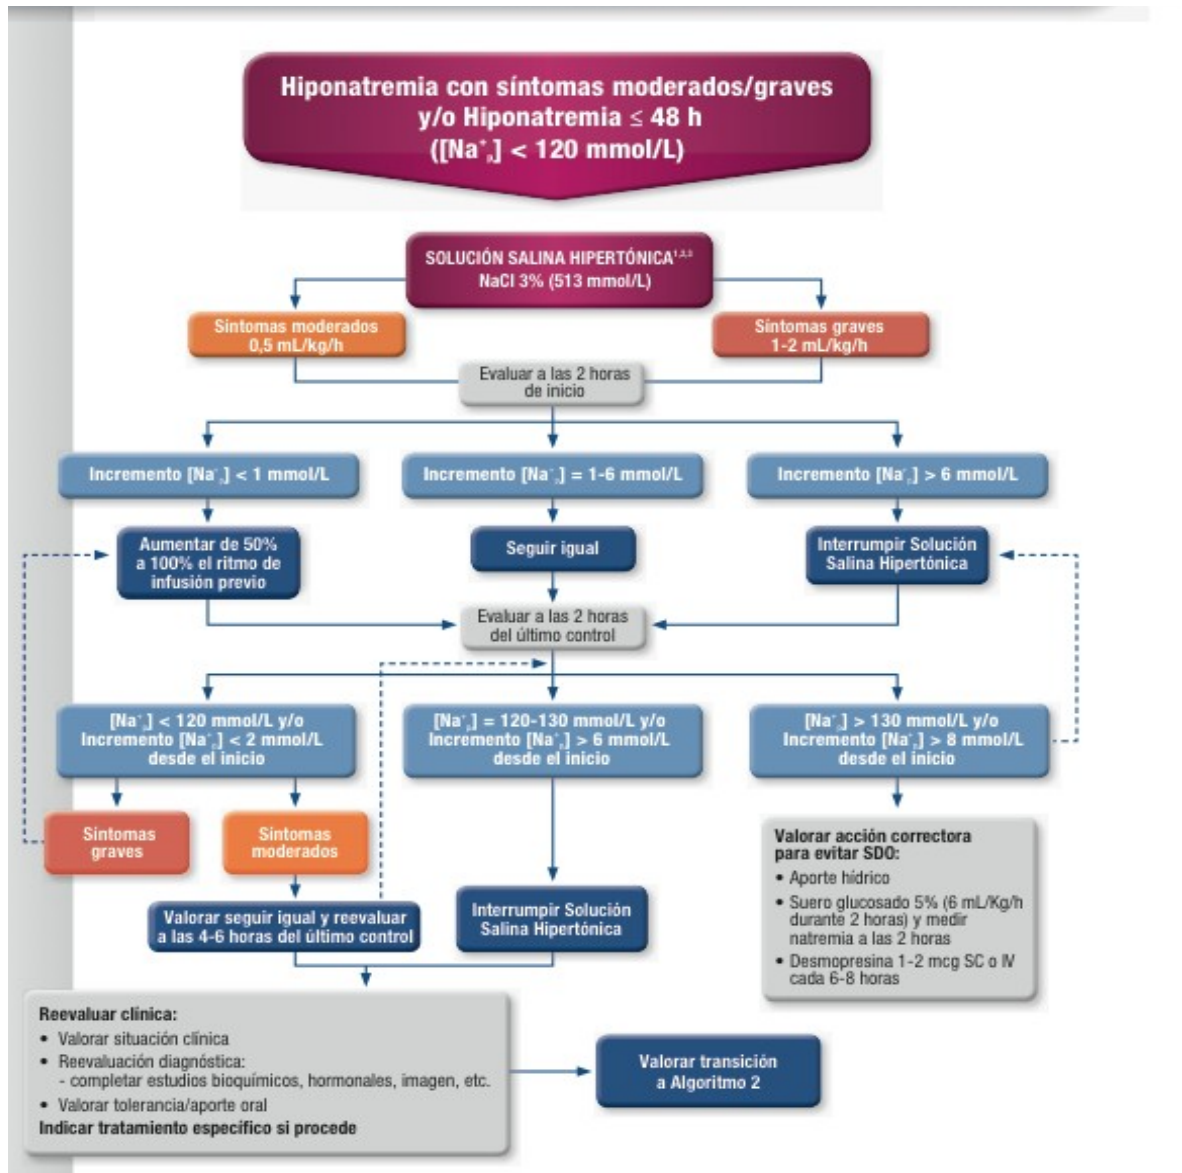 Hiponatremia con síntomas moderados/graves
y/o Hiponatremia ≤ 48 h
([Na⁺ₚ] < 120 mmol/L)
SOLUCIÓN SALINA HIPERTÓNICA¹,²,³
NaCl 3% (513 mmol/L)
Síntomas moderados
0,5 mL/kg/h
Síntomas graves
1-2 mL/kg/h
Evaluar a las 2 horas
de inicio
Incremento [Na⁺ₚ] < 1 mmol/L
Incremento [Na⁺ₚ] = 1-6 mmol/L
Incremento [Na⁺ₚ] > 6 mmol/L
Aumentar de 50%
a 100% el ritmo de
infusión previo
Seguir igual
Interrumpir Solución
Salina Hipertónica
Evaluar a las 2 horas
del último control
[Na⁺ₚ] < 120 mmol/L y/o
Incremento [Na⁺ₚ] < 2 mmol/L
desde el inicio
[Na⁺ₚ] = 120-130 mmol/L y/o
Incremento [Na⁺ₚ] > 6 mmol/L
desde el inicio
[Na⁺ₚ] > 130 mmol/L y/o
Incremento [Na⁺ₚ] > 8 mmol/L
desde el inicio
Síntomas
graves
Síntomas
moderados
Valorar seguir igual y reevaluar
a las 4-6 horas del último control
Interrumpir Solución
Salina Hipertónica
Valorar acción correctora
para evitar SDO:
• Aporte hídrico
• Suero glucosado 5% (6 mL/Kg/h
durante 2 horas) y medir
natremia a las 2 horas
• Desmopresina 1-2 mcg SC o IV
cada 6-8 horas
Reevaluar clínica:
• Valorar situación clínica
• Reevaluación diagnóstica:
- completar estudios bioquímicos, hormonales, imagen, etc.
• Valorar tolerancia/aporte oral
Indicar tratamiento específico si procede
Valorar transición
a Algoritmo 2